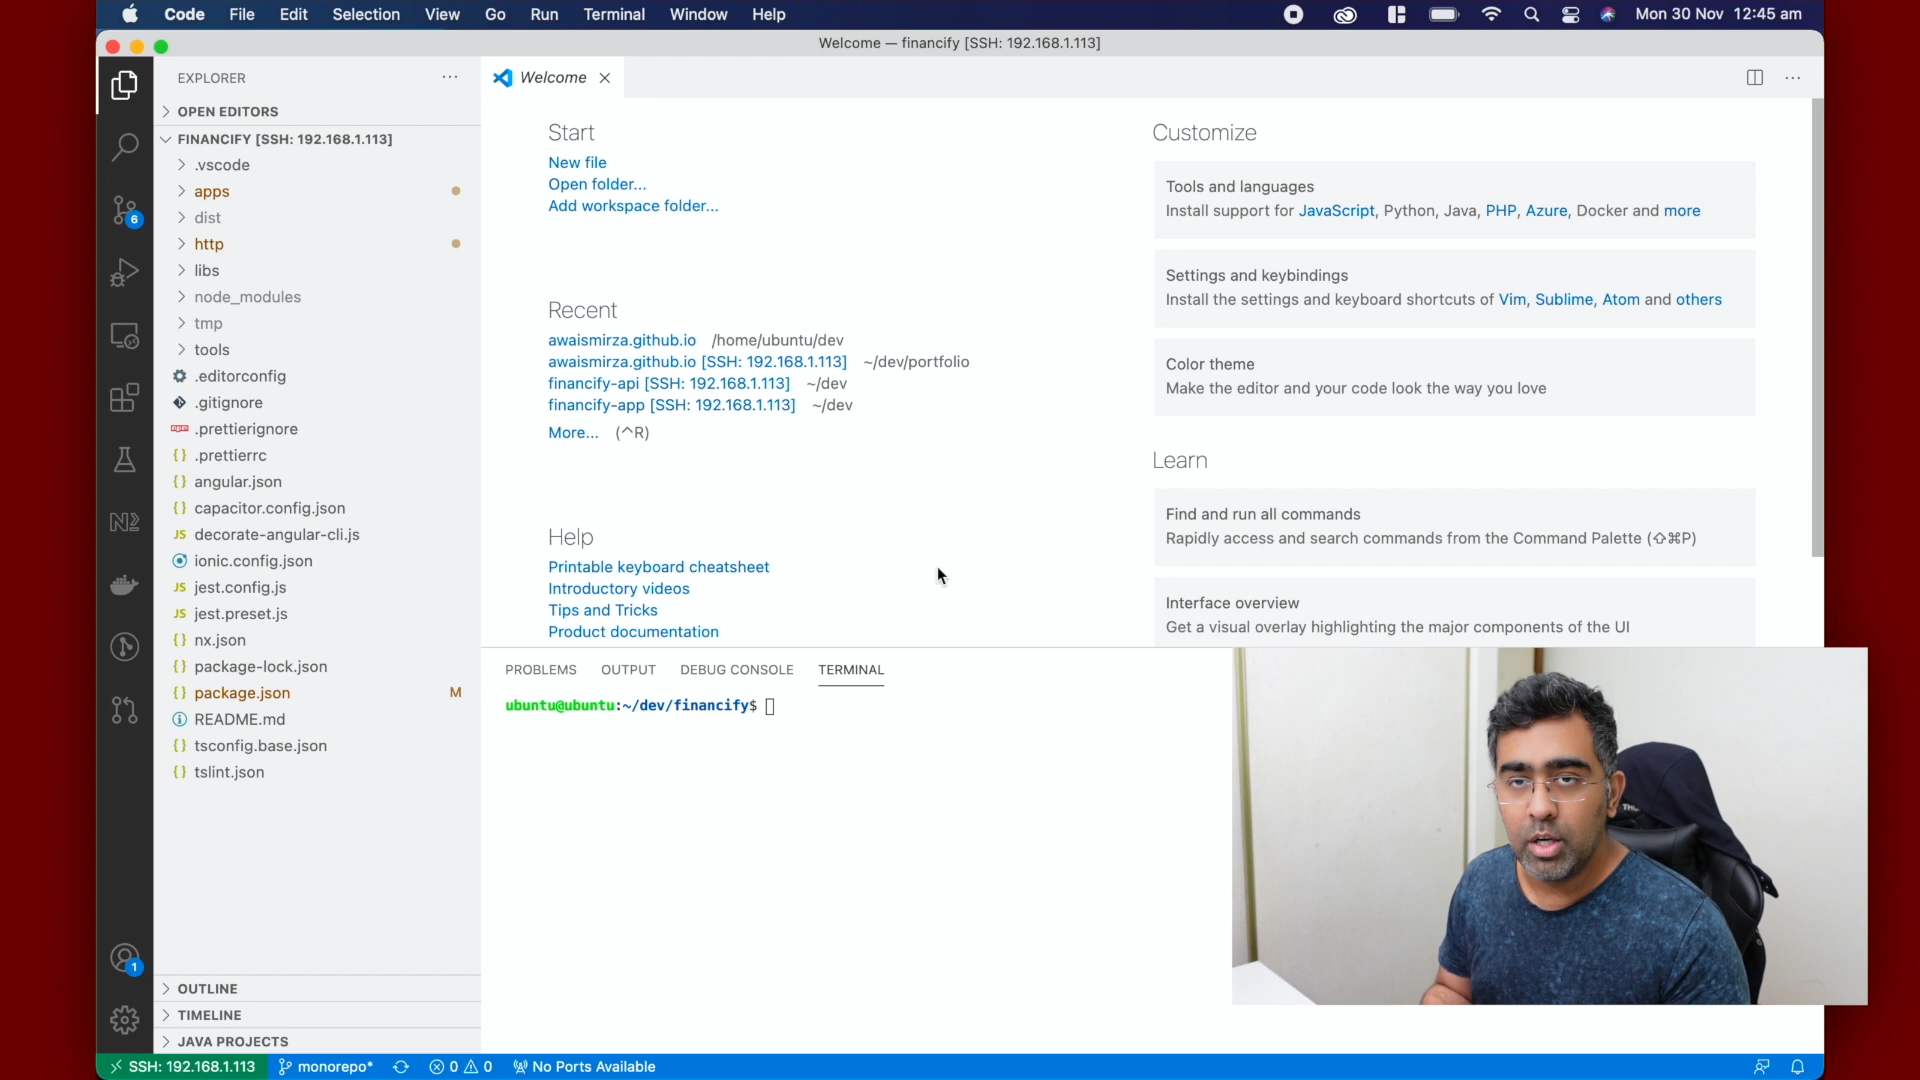 Code File Edit Selection View Go Run Terminal Window Help
Mon 30 Nov 12:45 am
Welcome — financify [SSH: 192.168.1.113]
EXPLORER
OPEN EDITORS
FINANCIFY [SSH: 192.168.1.113]
.vscode
apps
dist
http
libs
node_modules
tmp
tools
.editorconfig
.gitignore
.prettierignore
{} .prettierrc
{} angular.json
{} capacitor.config.json
JS decorate-angular-cli.js
ionic.config.json
JS jest.config.js
JS jest.preset.js
{} nx.json
{} package-lock.json
{} package.json M
README.md
{} tsconfig.base.json
{} tslint.json
OUTLINE
TIMELINE
JAVA PROJECTS
6
1
Welcome
Start
New file
Open folder...
Add workspace folder...
Recent
awaismirza.github.io /home/ubuntu/dev
awaismirza.github.io [SSH: 192.168.1.113] ~/dev/portfolio
financify-api [SSH: 192.168.1.113] ~/dev
financify-app [SSH: 192.168.1.113] ~/dev
More... (^R)
Help
Printable keyboard cheatsheet
Introductory videos
Tips and Tricks
Product documentation
Customize
Tools and languages
Install support for JavaScript, Python, Java, PHP, Azure, Docker and more
Settings and keybindings
Install the settings and keyboard shortcuts of Vim, Sublime, Atom and others
Color theme
Make the editor and your code look the way you love
Learn
Find and run all commands
Rapidly access and search commands from the Command Palette (⇧⌘P)
Interface overview
Get a visual overlay highlighting the major components of the UI
PROBLEMS OUTPUT DEBUG CONSOLE TERMINAL
ubuntu@ubuntu:~/dev/financify$
SSH: 192.168.1.113 monorepo* 0 0 No Ports Available